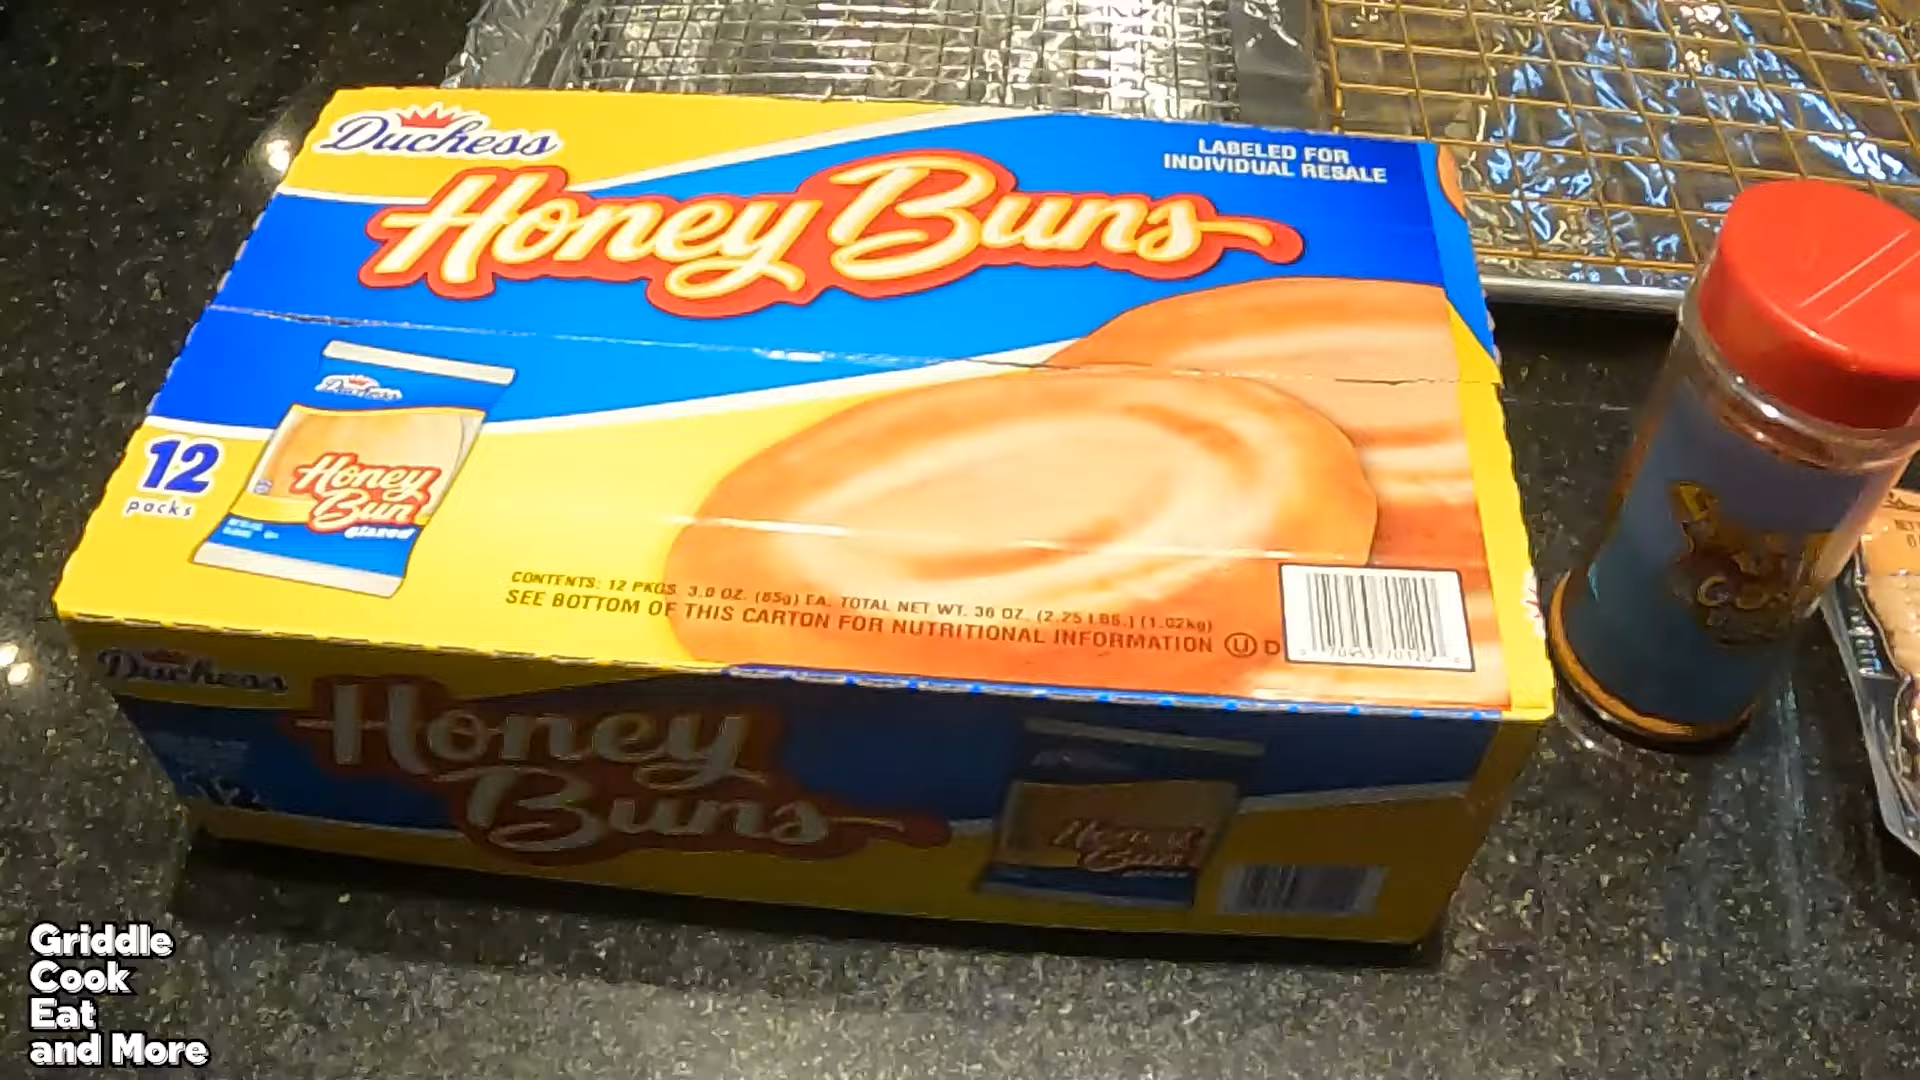 Duchess
Honey Buns
LABELED FOR
INDIVIDUAL RESALE
Duchess
Honey
Bun
GLAZED
12
packs
CONTENTS: 12 PKGS. 3.0 OZ. (85g) EA. TOTAL NET WT. 36 OZ. (2.25 LBS.) (1.02kg)
SEE BOTTOM OF THIS CARTON FOR NUTRITIONAL INFORMATION U D
Duchess
Honey
Buns
Honey
Bun
Griddle
Cook
Eat
and More